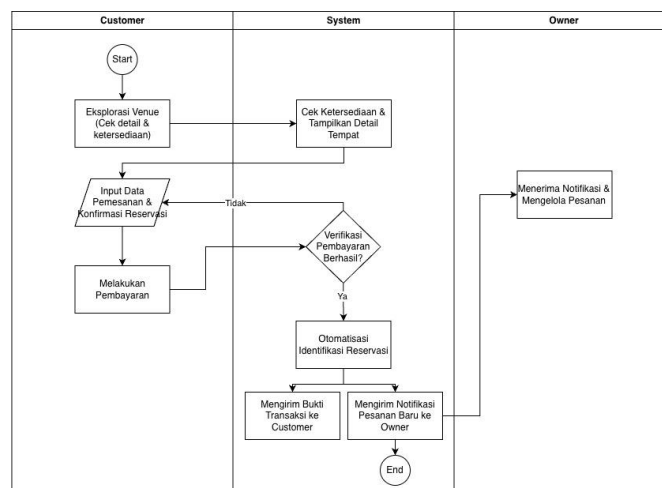 Customer
System
Owner
Start
Eksplorasi Venue
(Cek detail &
ketersediaan)
Cek Ketersediaan &
Tampilkan Detail
Tempat
Input Data
Pemesanan &
Konfirmasi Reservasi
Tidak
Menerima Notifikasi &
Mengelola Pesanan
Verifikasi
Pembayaran
Berhasil?
Melakukan
Pembayaran
Ya
Otomatisasi
Identifikasi Reservasi
Mengirim Bukti
Transaksi ke
Customer
Mengirim Notifikasi
Pesanan Baru ke
Owner
End